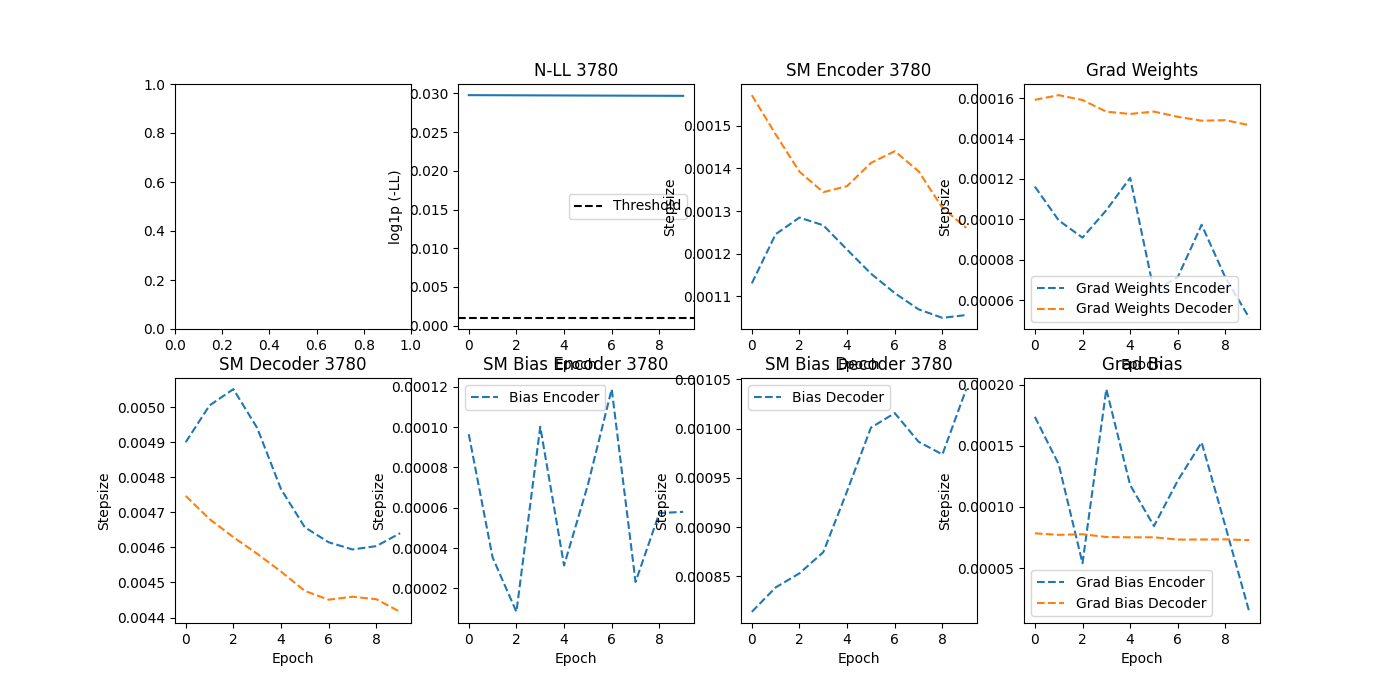 N-LL 3780
SM Encoder 3780
Grad Weights
1.0
0.8
0.6
0.4
0.2
0.0
0.0 0.2 0.4 0.6 0.8 1.0
log1p (-LL)
0.030
0.025
0.020
0.015
0.010
0.005
0.000
Threshold
0 2 4 6 8
Epoch
Stepsize
0.0015
0.0014
0.0013
0.0012
0.0011
0 2 4 6 8
Epoch
Stepsize
0.00016
0.00014
0.00012
0.00010
0.00008
0.00006
Grad Weights Encoder
Grad Weights Decoder
0 2 4 6 8
Epoch
SM Decoder 3780
SM Bias Encoder 3780
SM Bias Decoder 3780
Grad Bias
Stepsize
0.0050
0.0049
0.0048
0.0047
0.0046
0.0045
0.0044
0 2 4 6 8
Epoch
Stepsize
0.00012
0.00010
0.00008
0.00006
0.00004
0.00002
Bias Encoder
0 2 4 6 8
Stepsize
0.00105
0.00100
0.00095
0.00090
0.00085
Bias Decoder
0 2 4 6 8
Epoch
Stepsize
0.00020
0.00015
0.00010
0.00005
Grad Bias Encoder
Grad Bias Decoder
0 2 4 6 8
Epoch